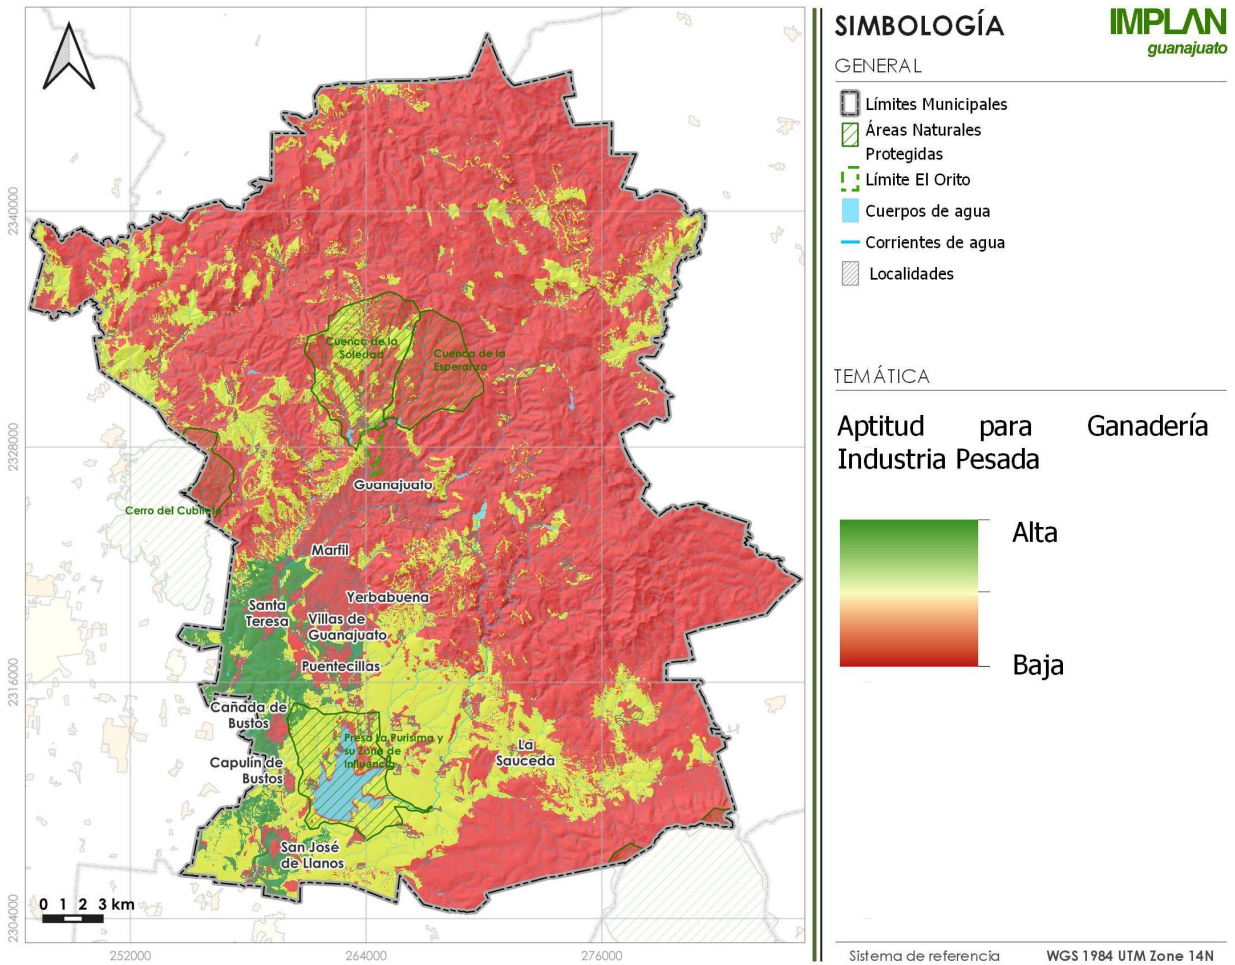 SIMBOLOGÍA
IMPLAN
guanajuato
GENERAL
Límites Municipales
Áreas Naturales
Protegidas
Límite El Orito
Cuerpos de agua
Corrientes de agua
Localidades
TEMÁTICA
Aptitud para Ganadería
Industria Pesada
Alta
Baja
Sistema de referencia
WGS 1984 UTM Zone 14N
Cuenca de la
Soledad
Cuenca de la
Esperanza
Guanajuato
Cerro del Cubilete
Marfil
Yerbabuena
Santa
Teresa
Villas de
Guanajuato
Puentecillas
Cañada de
Bustos
Presa La Purísima y
su Zona de
Influencia
La
Sauceda
Capulín de
Bustos
San José
de Llanos
0 1 2 3 km
2340000
2328000
2316000
2304000
252000
264000
276000